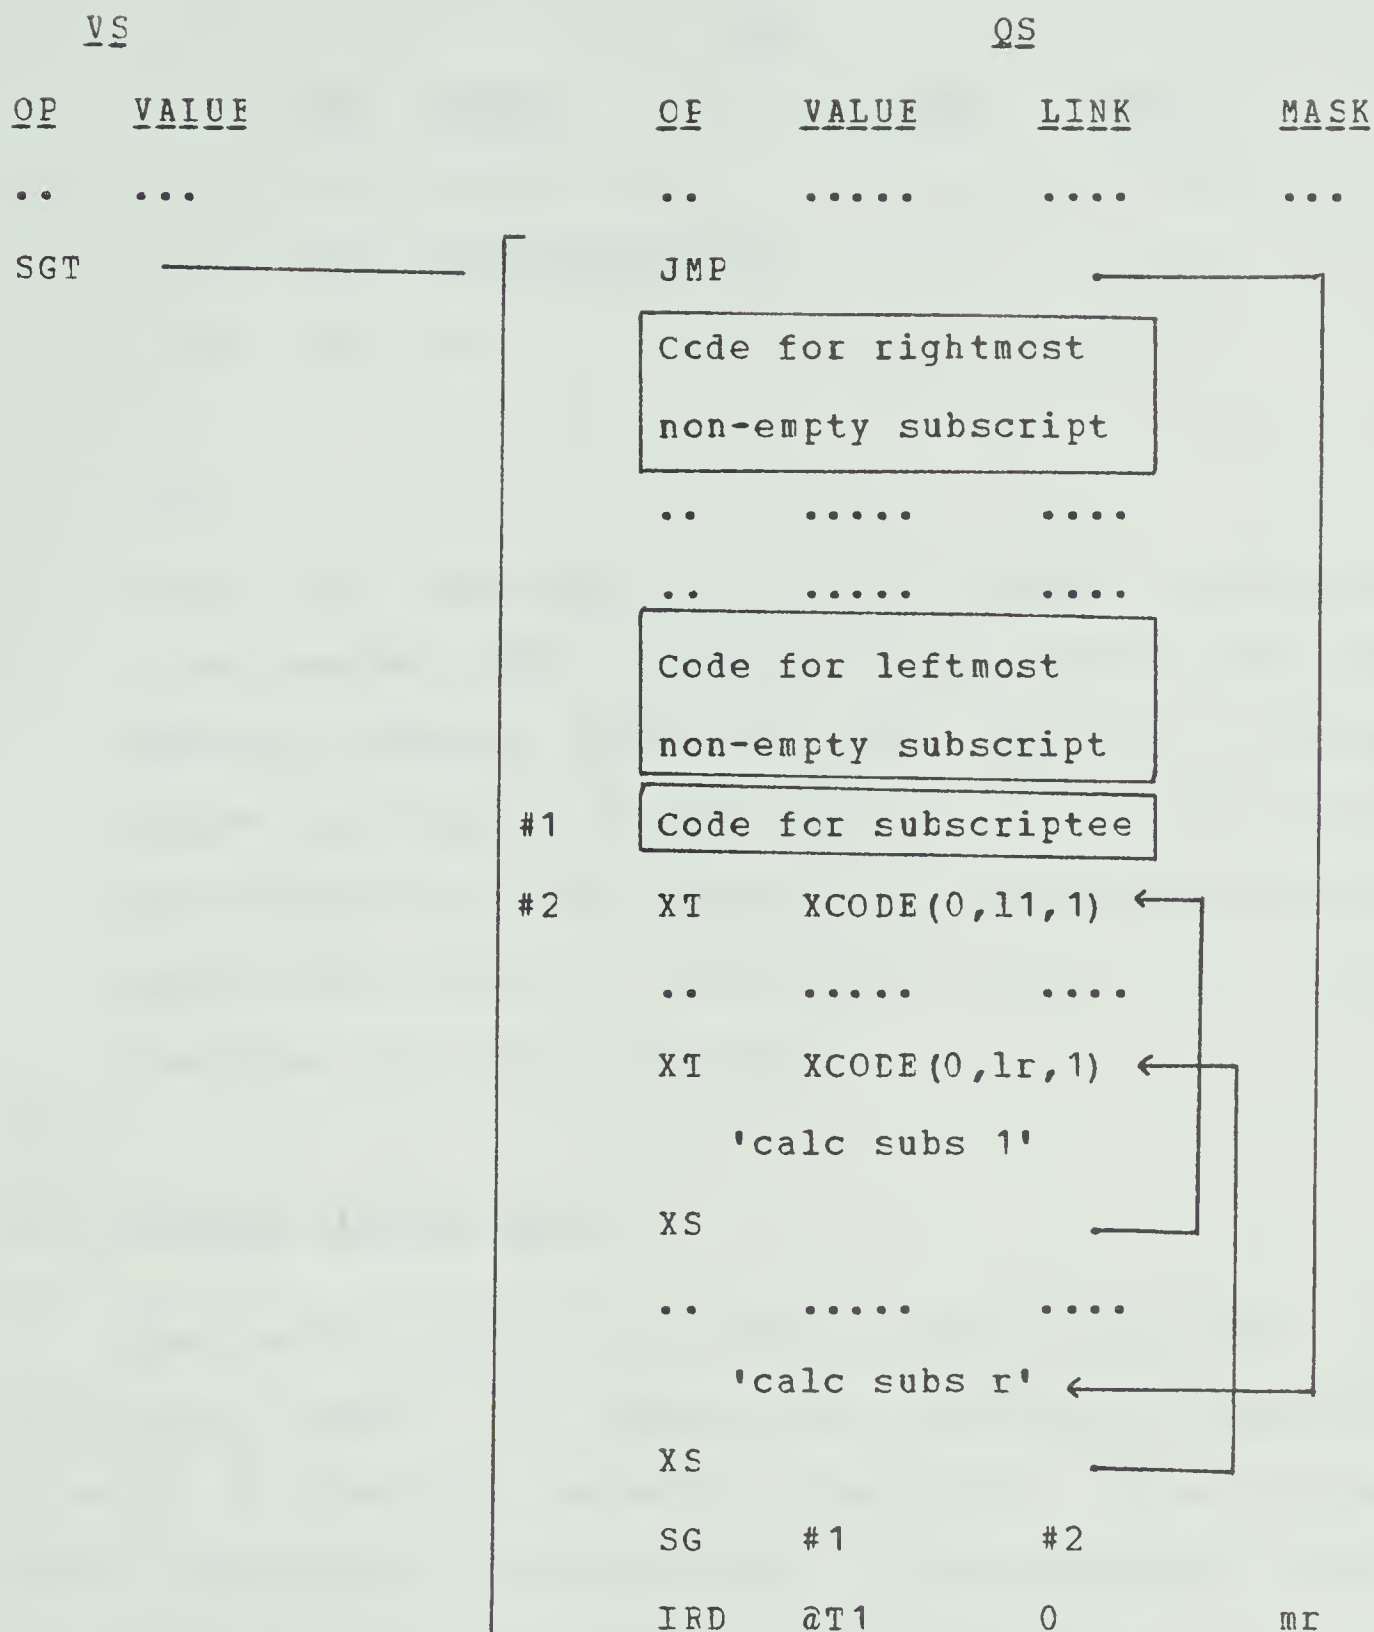 VS QS
OP VALUE OP VALUE LINK MASK
.. ... .. ..... .... ...
SGT JMP
Code for rightmost
non-empty subscript
.. ..... ....
.. ..... ....
Code for leftmost
non-empty subscript
#1 Code for subscriptee
#2 XT XCODE(0,l1,1)
.. ..... ....
XT XCODE(0,lr,1)
'calc subs 1'
XS
.. ..... ....
'calc subs r'
XS
SG #1 #2
IRD @T1 0 mr